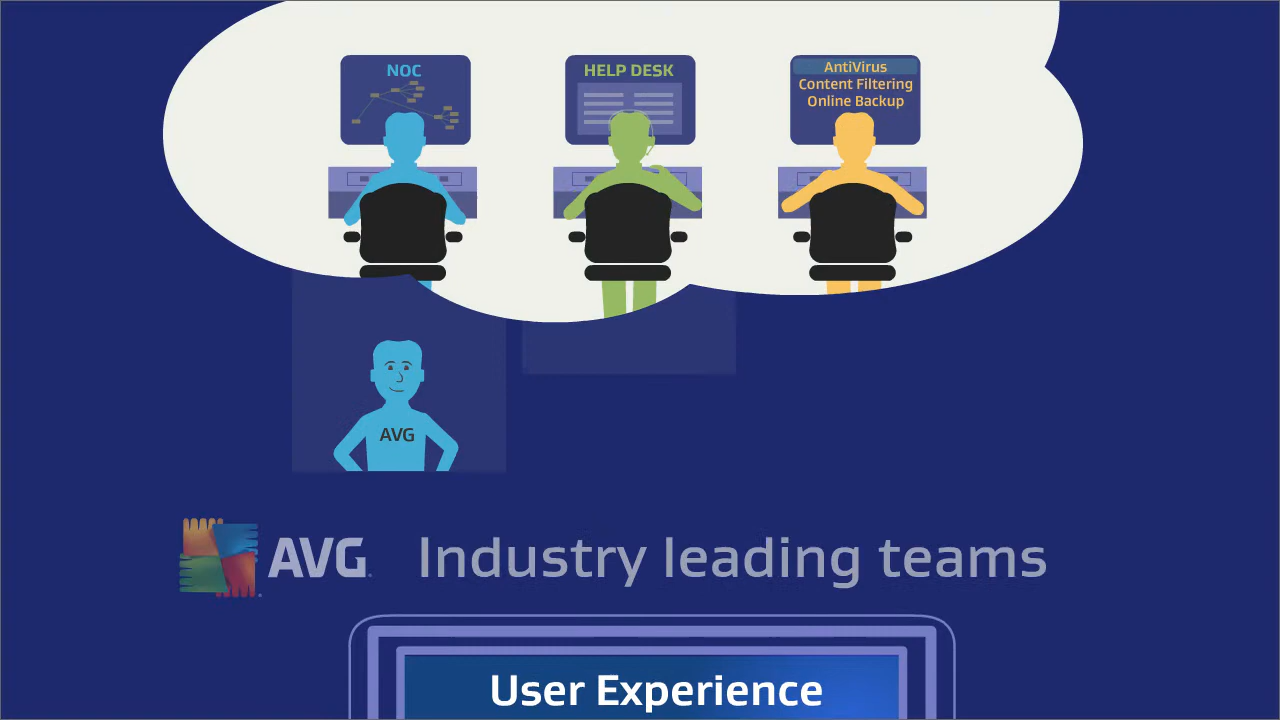 NOC
HELP DESK
AntiVirus
Content Filtering
Online Backup
AVG
AVG. Industry leading teams
User Experience